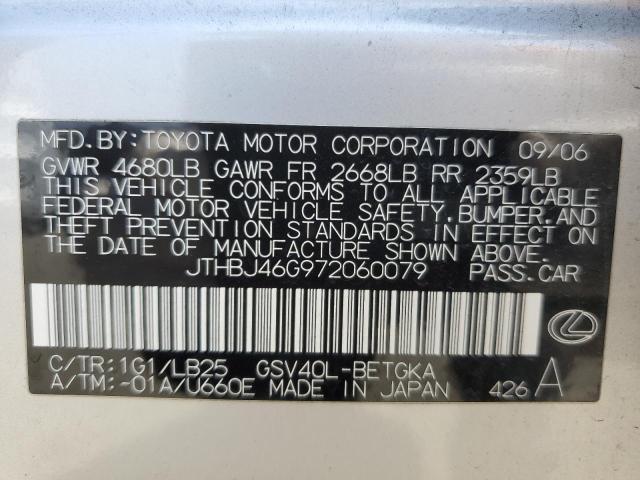 MFD.BY:TOYOTA MOTOR CORPORATION 09/06
GVWR 4680LB GAWR FR 2668LB RR 2359LB
THIS VEHICLE CONFORMS TO ALL APPLICABLE
FEDERAL MOTOR VEHICLE SAFETY,BUMPER,AND
THEFT PREVENTION STANDARDS IN EFFECT ON
THE DATE OF MANUFACTURE SHOWN ABOVE.
JTHBJ46G972060079 PASS.CAR
C/TR:1G1/LB25 GSV40L-BETGKA
A/TM:-01A/U660E MADE IN JAPAN 426 A